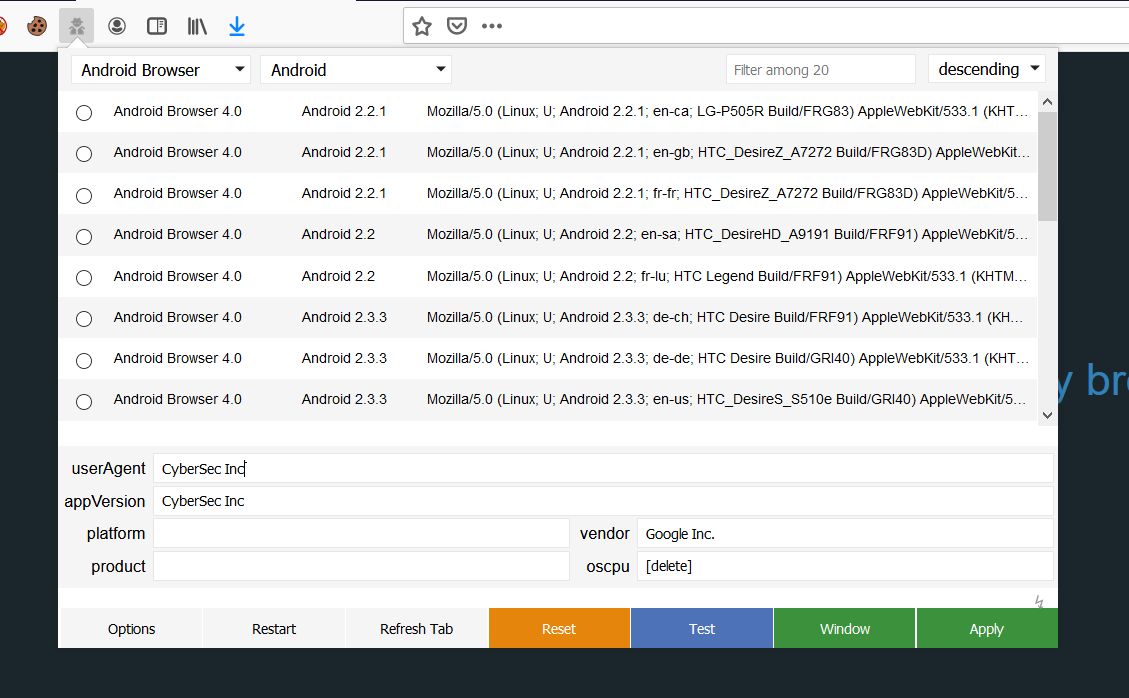 Android Browser Android Filter among 20 descending
Android Browser 4.0 Android 2.2.1 Mozilla/5.0 (Linux; U; Android 2.2.1; en-ca; LG-P505R Build/FRG83) AppleWebKit/533.1 (KHT...
Android Browser 4.0 Android 2.2.1 Mozilla/5.0 (Linux; U; Android 2.2.1; en-gb; HTC_DesireZ_A7272 Build/FRG83D) AppleWebKit...
Android Browser 4.0 Android 2.2.1 Mozilla/5.0 (Linux; U; Android 2.2.1; fr-fr; HTC_DesireZ_A7272 Build/FRG83D) AppleWebKit/5...
Android Browser 4.0 Android 2.2 Mozilla/5.0 (Linux; U; Android 2.2; en-sa; HTC_DesireHD_A9191 Build/FRF91) AppleWebKit/5...
Android Browser 4.0 Android 2.2 Mozilla/5.0 (Linux; U; Android 2.2; fr-lu; HTC Legend Build/FRF91) AppleWebKit/533.1 (KHTM...
Android Browser 4.0 Android 2.3.3 Mozilla/5.0 (Linux; U; Android 2.3.3; de-ch; HTC Desire Build/FRF91) AppleWebKit/533.1 (KH...
Android Browser 4.0 Android 2.3.3 Mozilla/5.0 (Linux; U; Android 2.3.3; de-de; HTC Desire Build/GRI40) AppleWebKit/533.1 (KHT...
y bro
Android Browser 4.0 Android 2.3.3 Mozilla/5.0 (Linux; U; Android 2.3.3; en-us; HTC_DesireS_S510e Build/GRI40) AppleWebKit/5...
userAgent CyberSec Inc
appVersion CyberSec Inc
platform vendor Google Inc.
product oscpu [delete]
Options Restart Refresh Tab Reset Test Window Apply